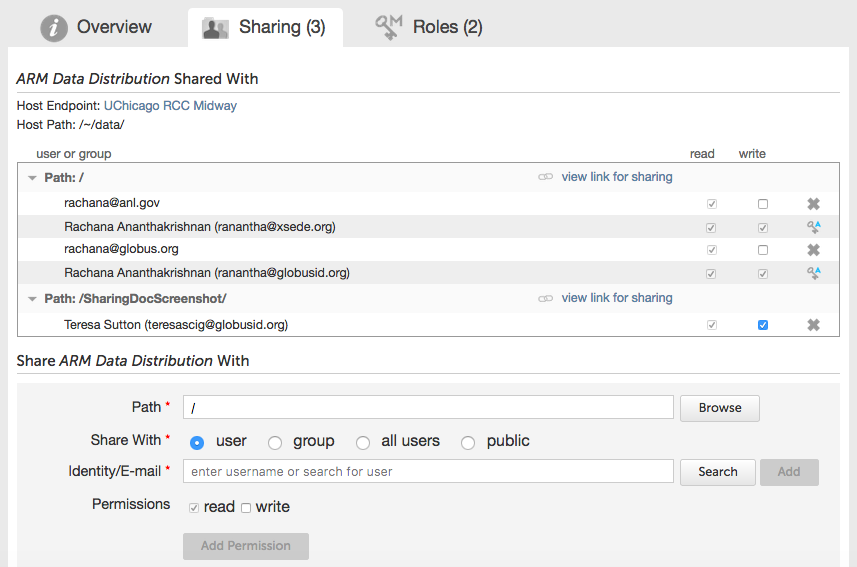 Overview Sharing (3) Roles (2)
ARM Data Distribution Shared With
Host Endpoint: UChicago RCC Midway
Host Path: /~/data/
user or group read write
Path: / view link for sharing
rachana@anl.gov
Rachana Ananthakrishnan (ranantha@xsede.org)
rachana@globus.org
Rachana Ananthakrishnan (ranantha@globusid.org)
Path: /SharingDocScreenshot/ view link for sharing
Teresa Sutton (teresascig@globusid.org)
Share ARM Data Distribution With
Path * / Browse
Share With * user group all users public
Identity/E-mail * enter username or search for user Search Add
Permissions read write
Add Permission